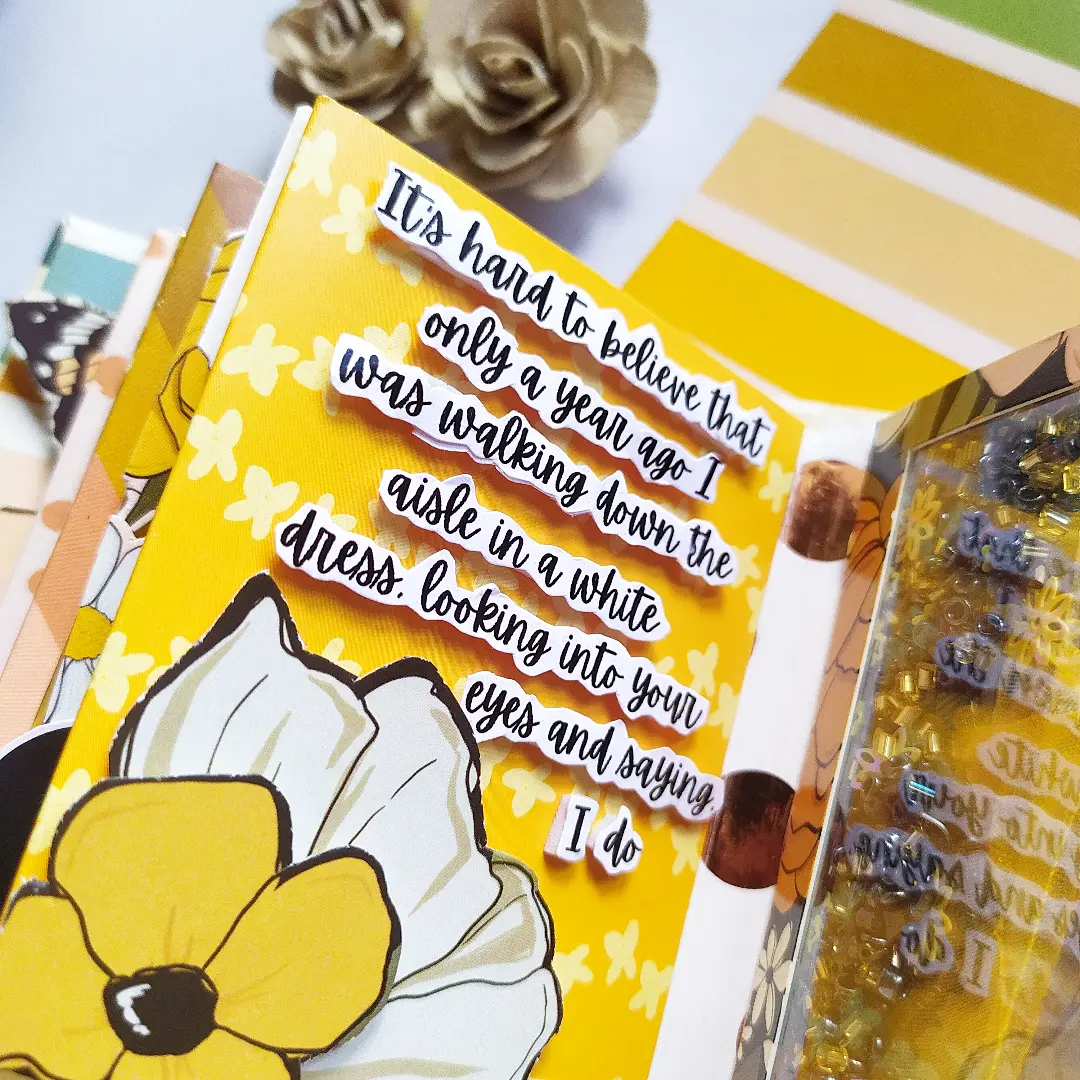 It's hard to believe that
only a year ago I
was walking down the
aisle in a white
dress, looking into your
eyes and saying,
I do